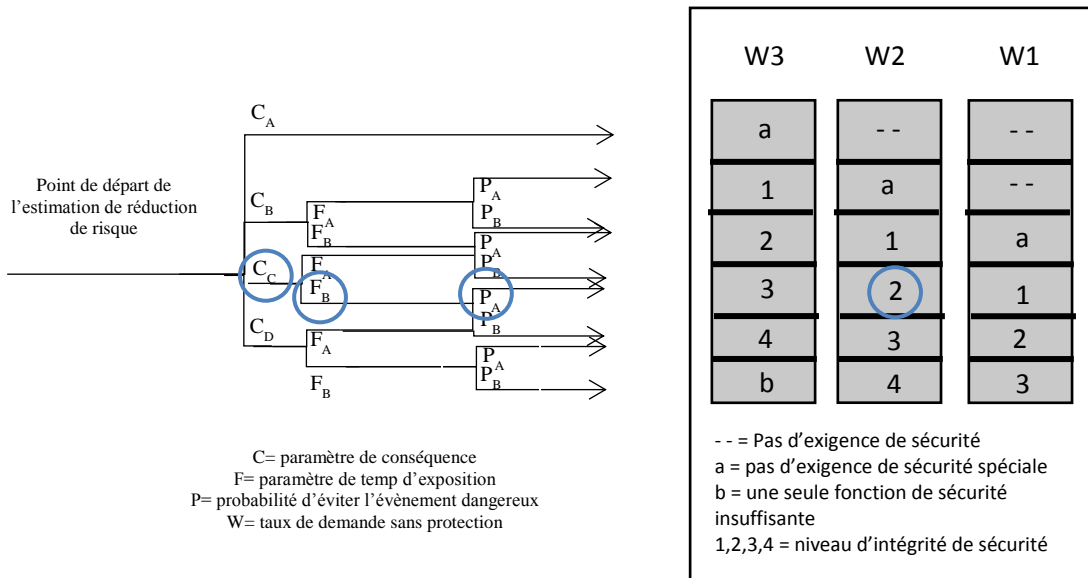 Point de départ de
l'estimation de réduction
de risque
C_A
C_B
C_C
C_D
F_A
F_B
F_A
F_B
F_A
F_B
P_A
P_B
P_A
P_B
P_A
P_B
P_A
P_B
C= paramètre de conséquence
F= paramètre de temp d'exposition
P= probabilité d'éviter l'évènement dangereux
W= taux de demande sans protection
W3 W2 W1
a - - - -
1 a - -
2 1 a
3 2 1
4 3 2
b 4 3
- - = Pas d'exigence de sécurité
a = pas d'exigence de sécurité spéciale
b = une seule fonction de sécurité
insuffisante
1,2,3,4 = niveau d'intégrité de sécurité